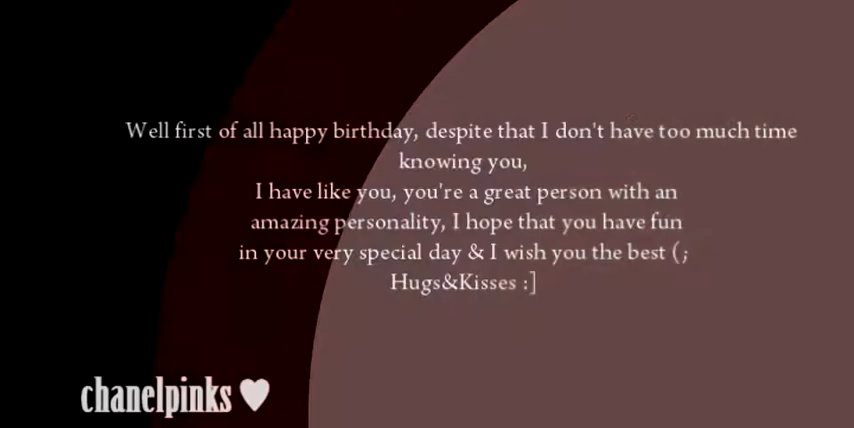 Well first of all happy birthday, despite that I don't have too much time
knowing you,
I have like you, you're a great person with an
amazing personality, I hope that you have fun
in your very special day & I wish you the best (;
Hugs&Kisses :]
chanelpinks ♥